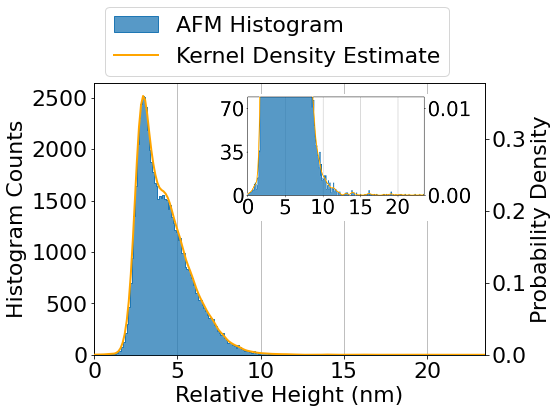 AFM Histogram
Kernel Density Estimate
2500
2000
1500
1000
500
0
Histogram Counts
70
35
0
0.01
0.00
0 5 10 15 20
0.3
0.2
0.1
0.0
Probability Density
0 5 10 15 20
Relative Height (nm)